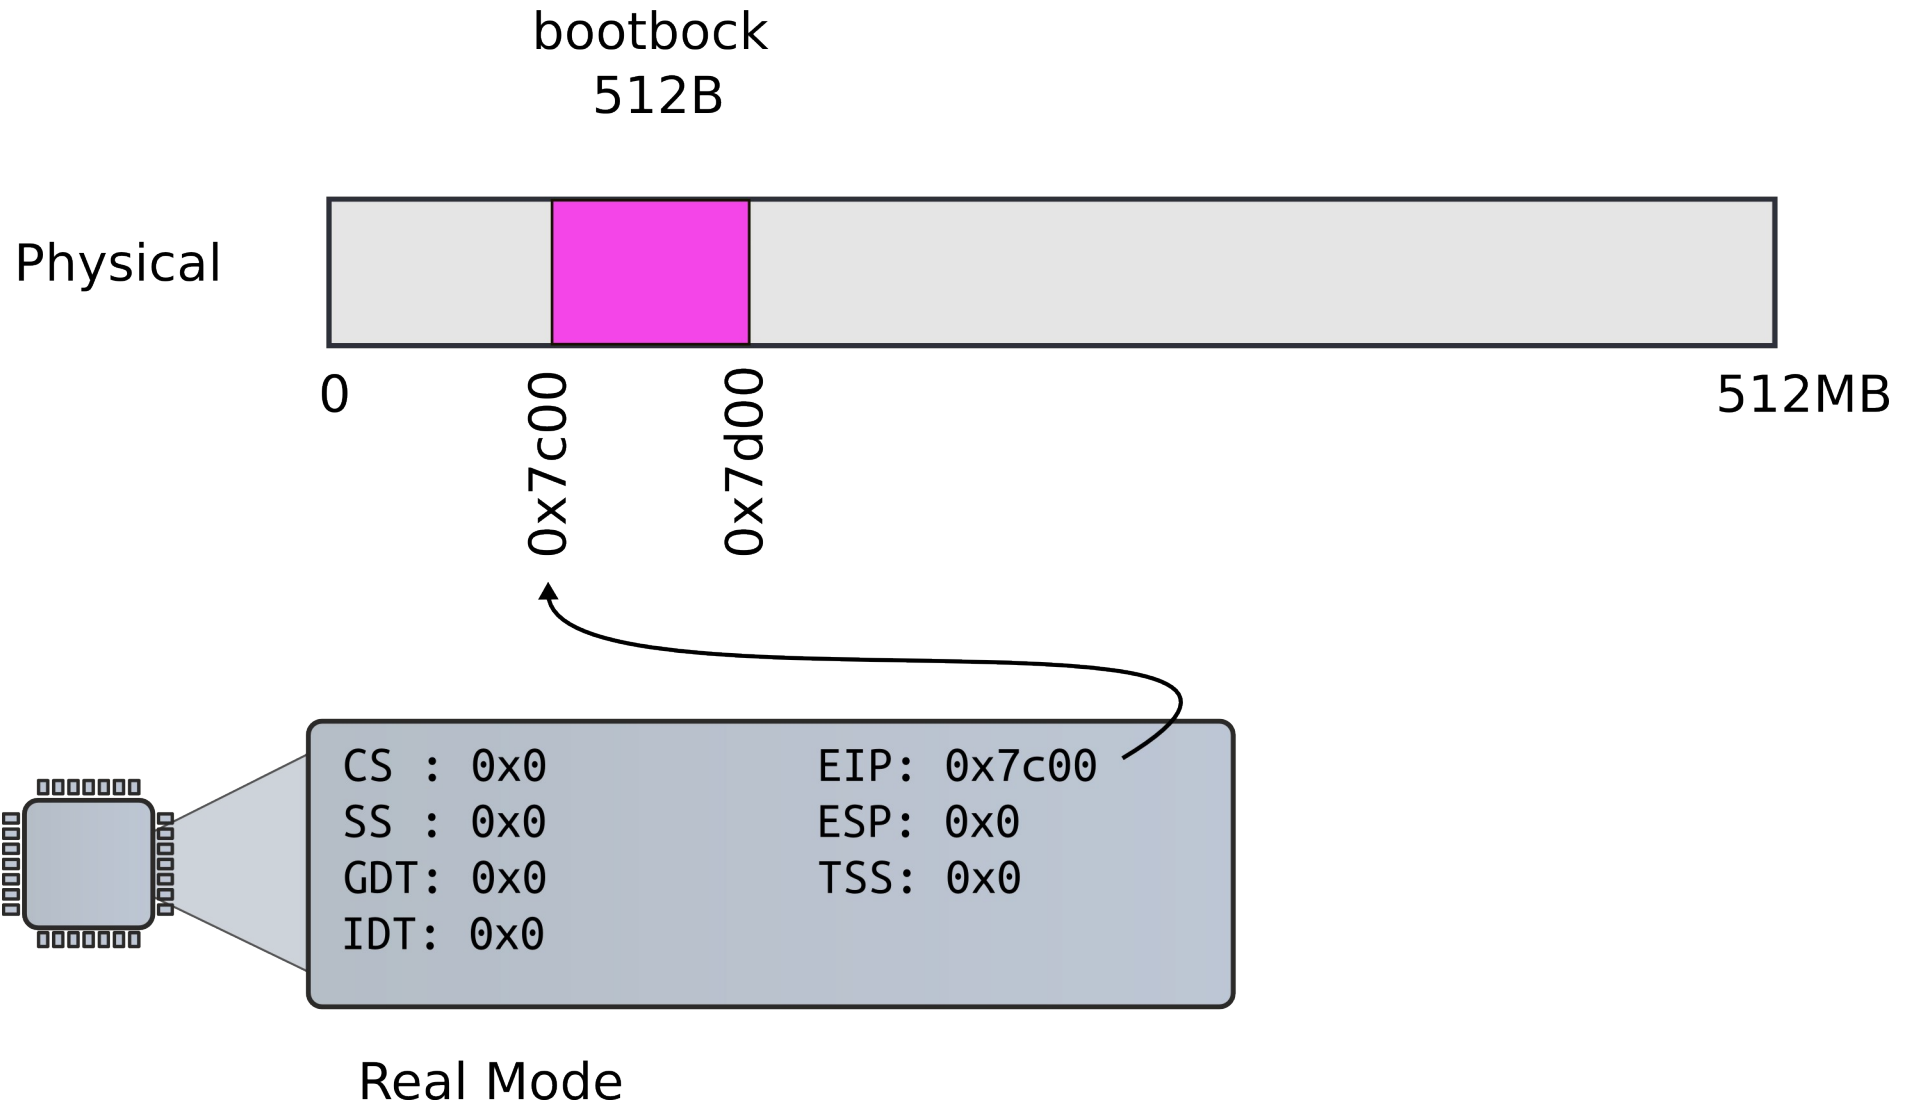 bootbock
512B
Physical
0
0x7c00
0x7d00
512MB
CS : 0x0
SS : 0x0
GDT: 0x0
IDT: 0x0
EIP: 0x7c00
ESP: 0x0
TSS: 0x0
Real Mode